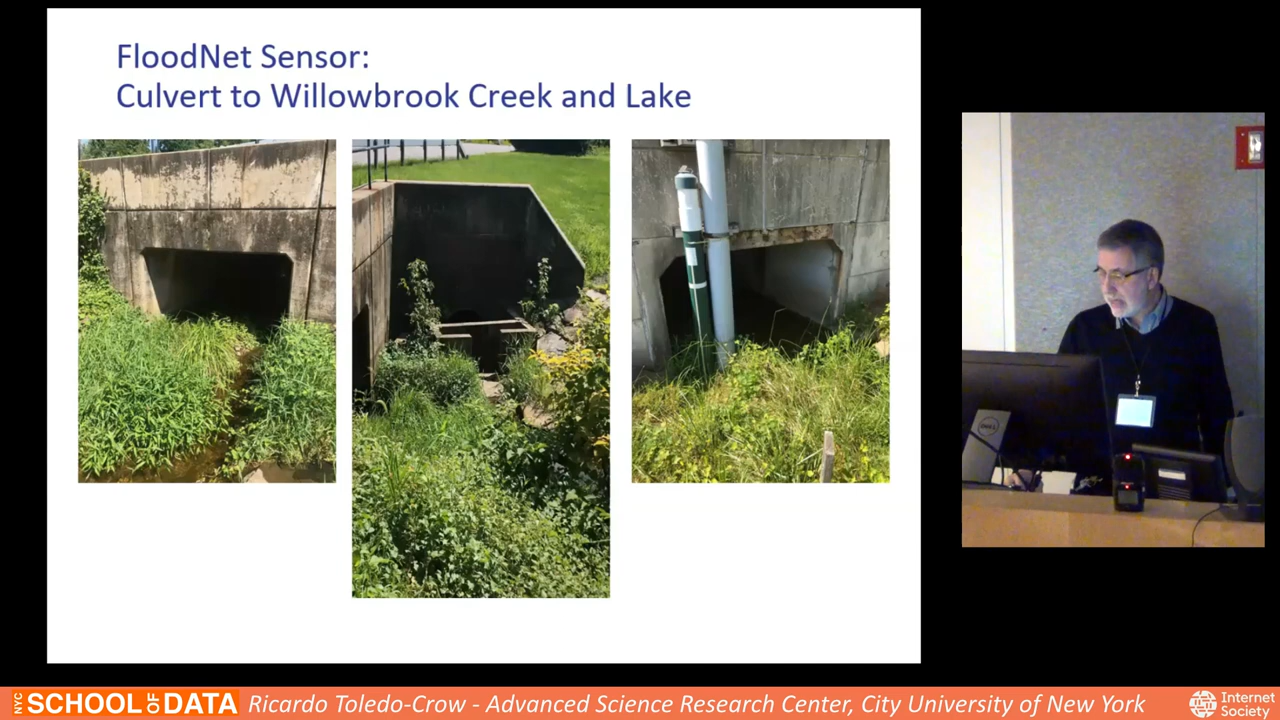 FloodNet Sensor:
Culvert to Willowbrook Creek and Lake
DELL
NYC SCHOOL OF DATA Ricardo Toledo-Crow - Advanced Science Research Center, City University of New York
Internet
Society